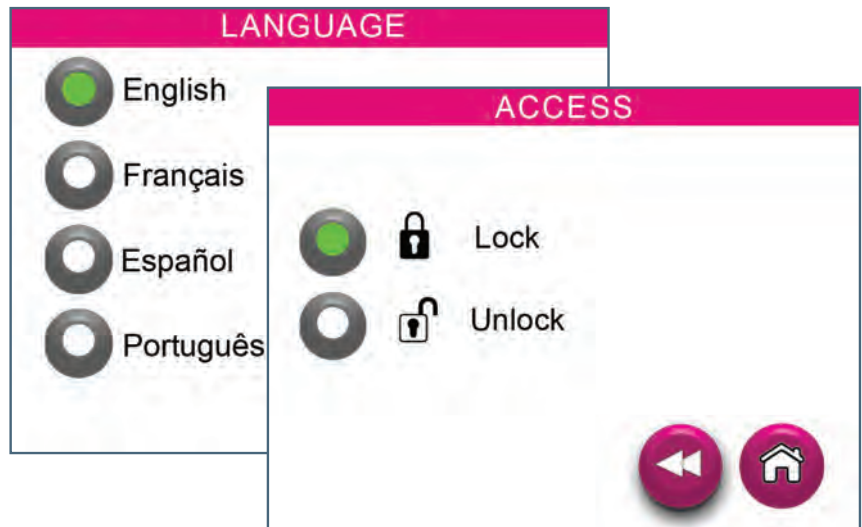 LANGUAGE
English
Français
Español
Português
ACCESS
Lock
Unlock